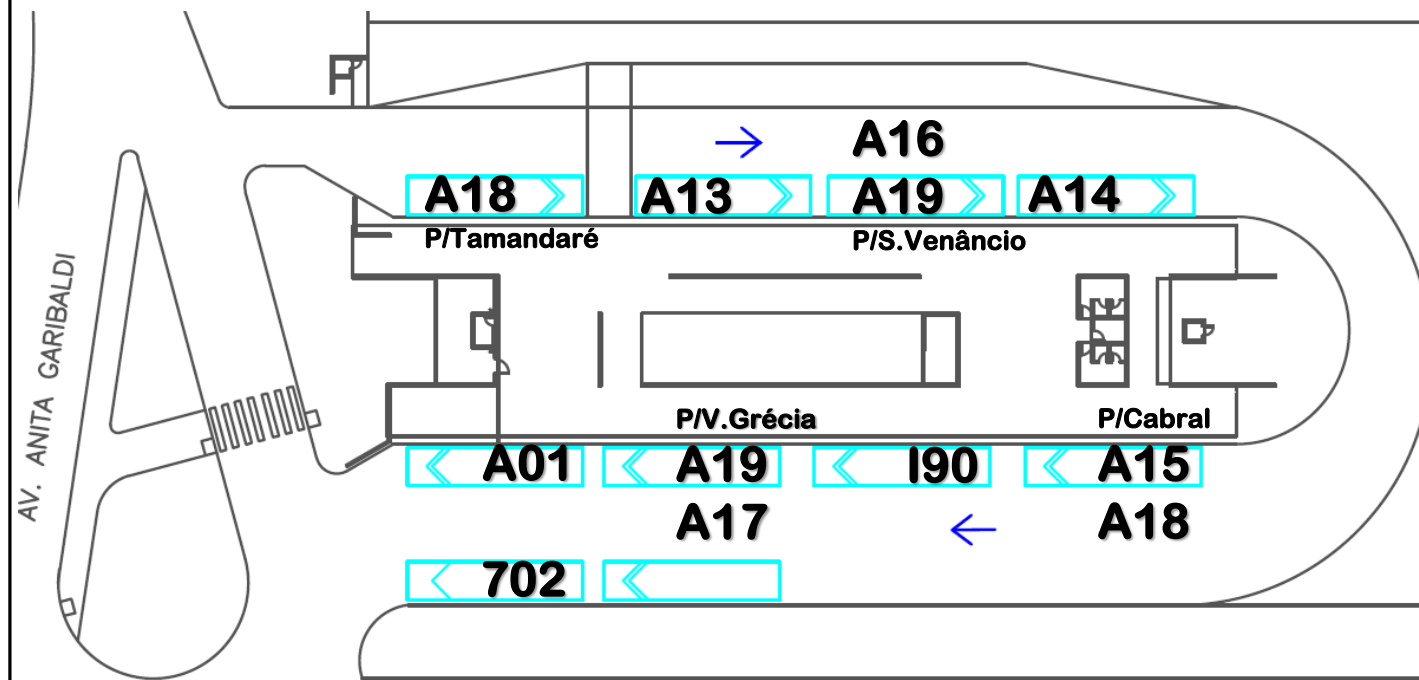 A16
A18
A13
A19
A14
P/Tamandaré
P/S.Venâncio
AV. ANITA GARIBALDI
P/V.Grécia
P/Cabral
A01
A19
I90
A15
A17
A18
702